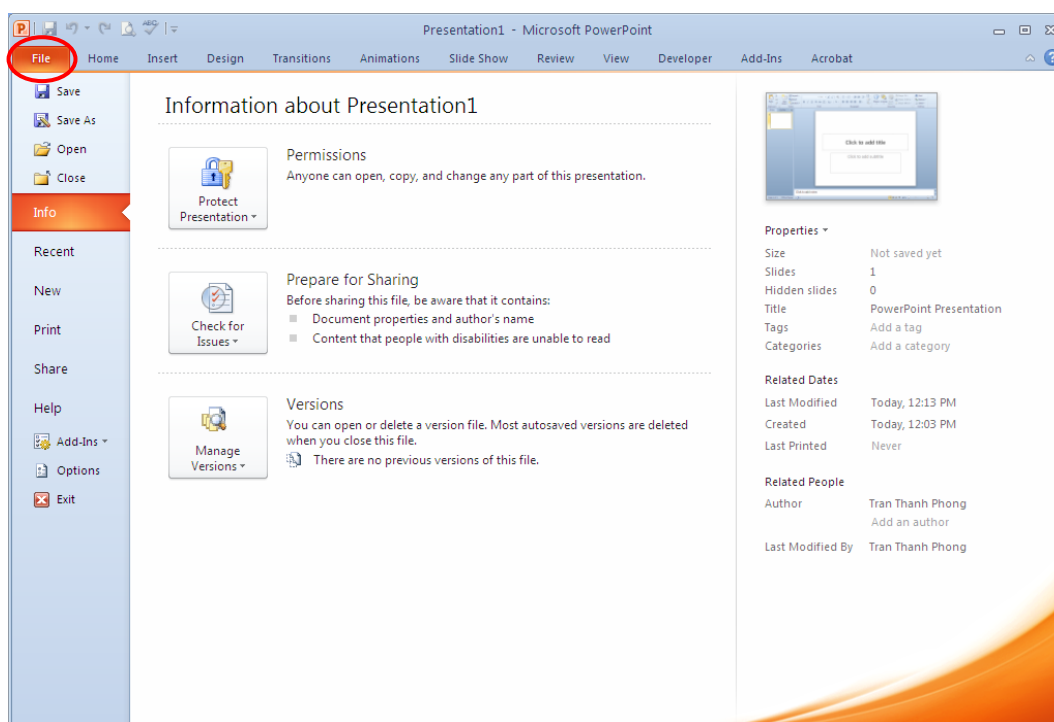 Presentation1 - Microsoft PowerPoint
File Home Insert Design Transitions Animations Slide Show Review View Developer Add-Ins Acrobat
Save
Save As
Open
Close
Info
Recent
New
Print
Share
Help
Add-Ins
Options
Exit
Information about Presentation1
Protect
Presentation
Permissions
Anyone can open, copy, and change any part of this presentation.
Check for
Issues
Prepare for Sharing
Before sharing this file, be aware that it contains:
Document properties and author's name
Content that people with disabilities are unable to read
Manage
Versions
Versions
You can open or delete a version file. Most autosaved versions are deleted
when you close this file.
There are no previous versions of this file.
Click to add title
Click to add subtitle
Properties
Size Not saved yet
Slides 1
Hidden slides 0
Title PowerPoint Presentation
Tags Add a tag
Categories Add a category
Related Dates
Last Modified Today, 12:13 PM
Created Today, 12:03 PM
Last Printed Never
Related People
Author Tran Thanh Phong
Add an author
Last Modified By Tran Thanh Phong